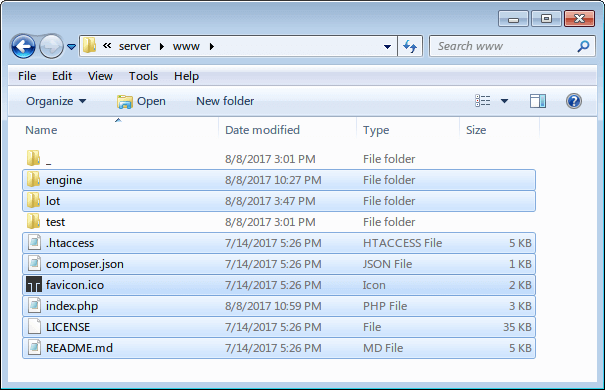 « server ▸ www ▸ Search www
File Edit View Tools Help
Organize Open New folder
Name Date modified Type Size
_ 8/8/2017 3:01 PM File folder
engine 8/8/2017 10:27 PM File folder
lot 8/8/2017 3:47 PM File folder
test 8/8/2017 3:01 PM File folder
.htaccess 7/14/2017 5:26 PM HTACCESS File 5 KB
composer.json 7/14/2017 5:26 PM JSON File 1 KB
favicon.ico 7/14/2017 5:26 PM Icon 2 KB
index.php 8/8/2017 10:59 PM PHP File 3 KB
LICENSE 7/14/2017 5:26 PM File 35 KB
README.md 7/14/2017 5:26 PM MD File 5 KB